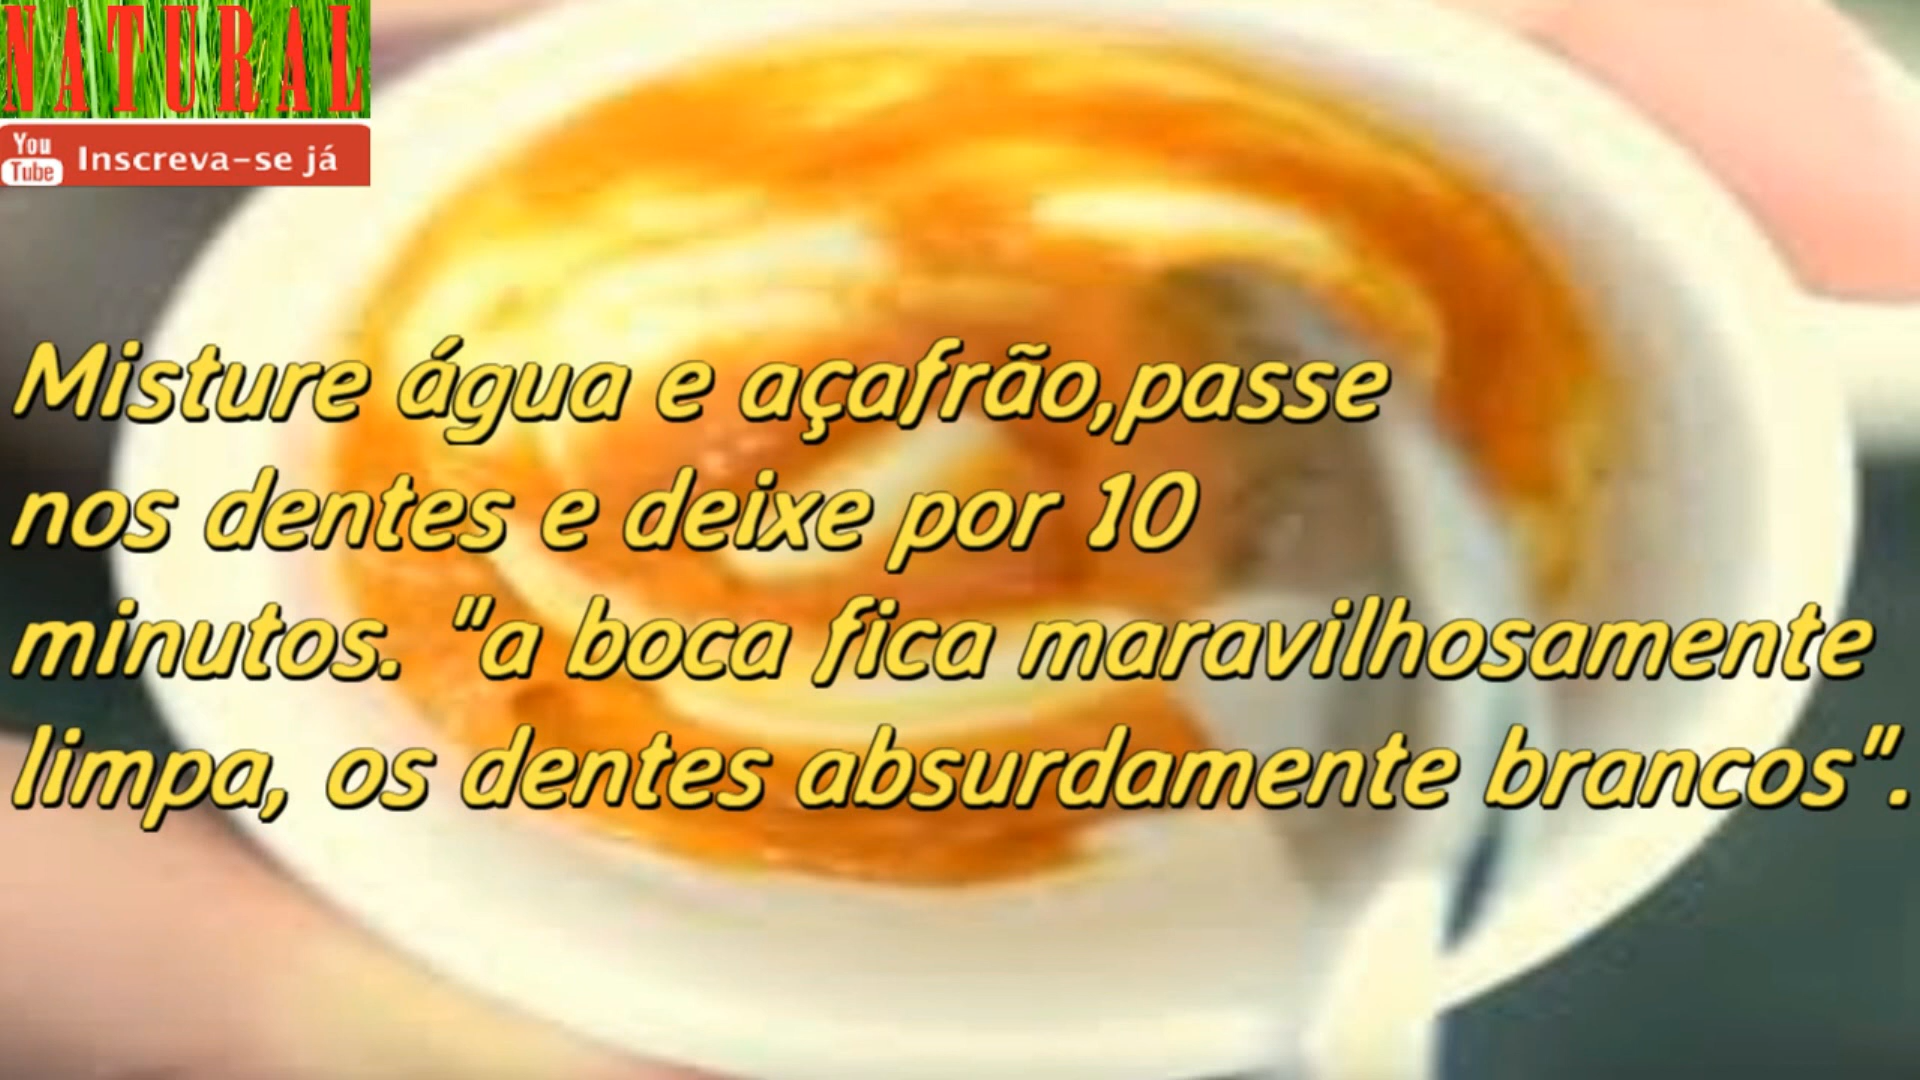 NATURAL
You
Tube
Inscreva-se já
Misture água e açafrão,passe
nos dentes e deixe por 10
minutos. "a boca fica maravilhosamente
limpa, os dentes absurdamente brancos".